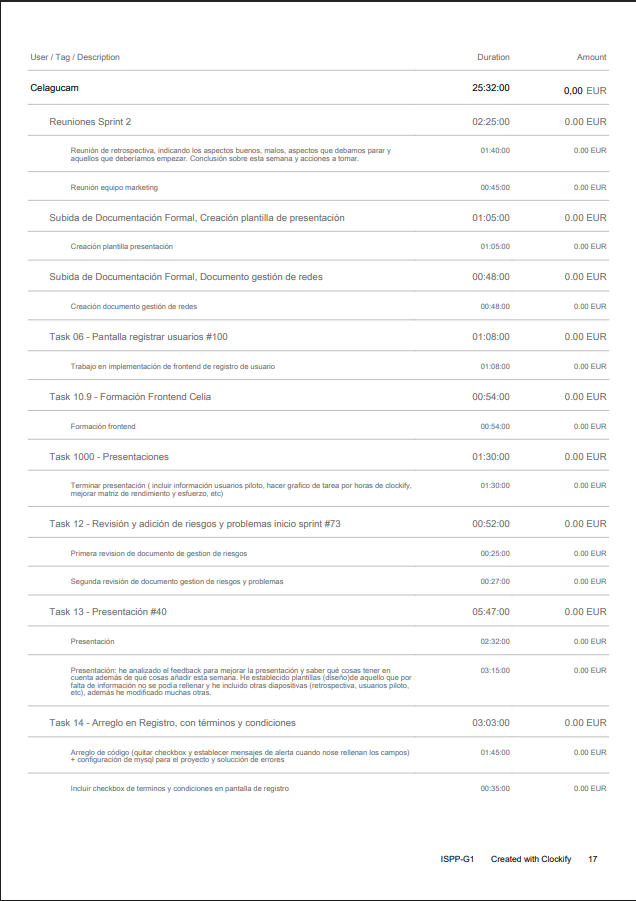 User / Tag / Description Duration Amount
Celagucam 25:32:00 0,00 EUR
Reuniones Sprint 2 02:25:00 0.00 EUR
Reunión de retrospectiva, indicando los aspectos buenos, malos, aspectos que debamos parar y 01:40:00 0.00 EUR
aquellos que deberíamos empezar. Conclusión sobre esta semana y acciones a tomar.
Reunión equipo marketing 00:45:00 0.00 EUR
Subida de Documentación Formal, Creación plantilla de presentación 01:05:00 0.00 EUR
Creación plantilla presentación 01:05:00 0.00 EUR
Subida de Documentación Formal, Documento gestión de redes 00:48:00 0.00 EUR
Creación documento gestión de redes 00:48:00 0.00 EUR
Task 06 - Pantalla registrar usuarios #100 01:08:00 0.00 EUR
Trabajo en implementación de frontend de registro de usuario 01:08:00 0.00 EUR
Task 10.9 - Formación Frontend Celia 00:54:00 0.00 EUR
Formación frontend 00:54:00 0.00 EUR
Task 1000 - Presentaciones 01:30:00 0.00 EUR
Terminar presentación ( incluir información usuarios piloto, hacer grafico de tarea por horas de clockify, 01:30:00 0.00 EUR
mejorar matriz de rendimiento y esfuerzo, etc)
Task 12 - Revisión y adición de riesgos y problemas inicio sprint #73 00:52:00 0.00 EUR
Primera revision de documento de gestion de riesgos 00:25:00 0.00 EUR
Segunda revisión de documento gestion de riesgos y problemas 00:27:00 0.00 EUR
Task 13 - Presentación #40 05:47:00 0.00 EUR
Presentación 02:32:00 0.00 EUR
Presentación: he analizado el feedback para mejorar la presentación y saber qué cosas tener en 03:15:00 0.00 EUR
cuenta además de qué cosas añadir esta semana. He establecido plantillas (diseño)de aquello que por
falta de información no se podía rellenar y he incluido otras diapositivas (retrospectiva, usuarios piloto,
etc), además he modificado muchas otras.
Task 14 - Arreglo en Registro, con términos y condiciones 03:03:00 0.00 EUR
Arreglo de código (quitar checkbox y establecer mensajes de alerta cuando nose rellenan los campos) 01:45:00 0.00 EUR
+ configuración de mysql para el proyecto y solucción de errores
Incluir checkbox de terminos y condiciones en pantalla de registro 00:35:00 0.00 EUR
ISPP-G1 Created with Clockify 17